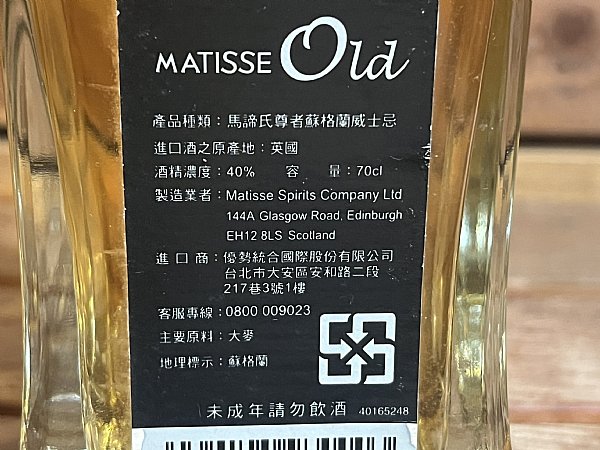 MATISSE Old
產品種類：馬諦氏尊者蘇格蘭威士忌
進口酒之原產地：英國
酒精濃度：40% 容 量：70cl
製造業者：Matisse Spirits Company Ltd
144A Glasgow Road, Edinburgh
EH12 8LS Scotland
進口商：優勢統合國際股份有限公司
台北市大安區安和路二段
217巷3號1樓
客服專線：0800 009023
主要原料：大麥
地理標示：蘇格蘭
未成年請勿飲酒 40165248